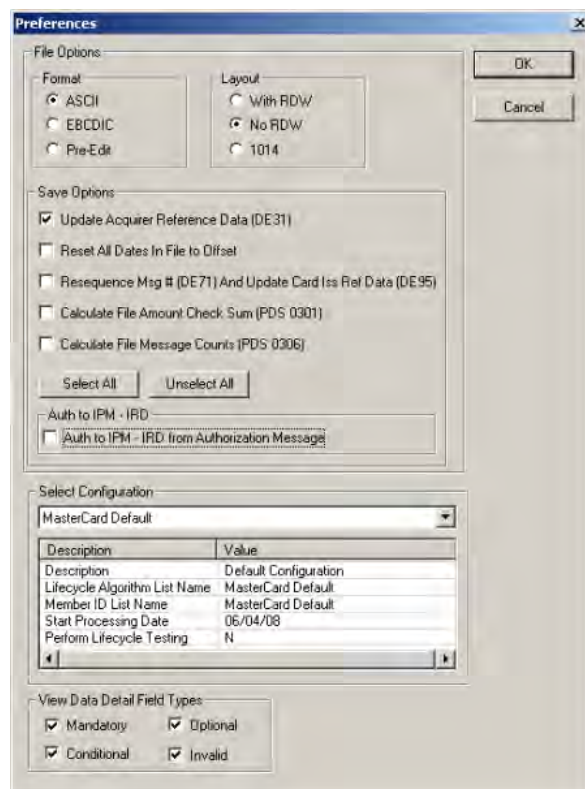 Preferences
File Options
Format
ASCII
EBCDIC
Pre-Edit
Layout
With RDW
No RDW
1014
OK
Cancel
Save Options
Update Acquirer Reference Data (DE31)
Reset All Dates In File to Offset
Resequence Msg # (DE71) And Update Card Iss Ref Data (DE95)
Calculate File Amount Check Sum (PDS 0301)
Calculate File Message Counts (PDS 0306)
Select All Unselect All
Auth to IPM - IRD
Auth to IPM - IRD from Authorization Message
Select Configuration
MasterCard Default
Description Value
Description Default Configuration
Lifecycle Algorithm List Name MasterCard Default
Member ID List Name MasterCard Default
Start Processing Date 06/04/08
Perform Lifecycle Testing N
View Data Detail Field Types
Mandatory Optional
Conditional Invalid